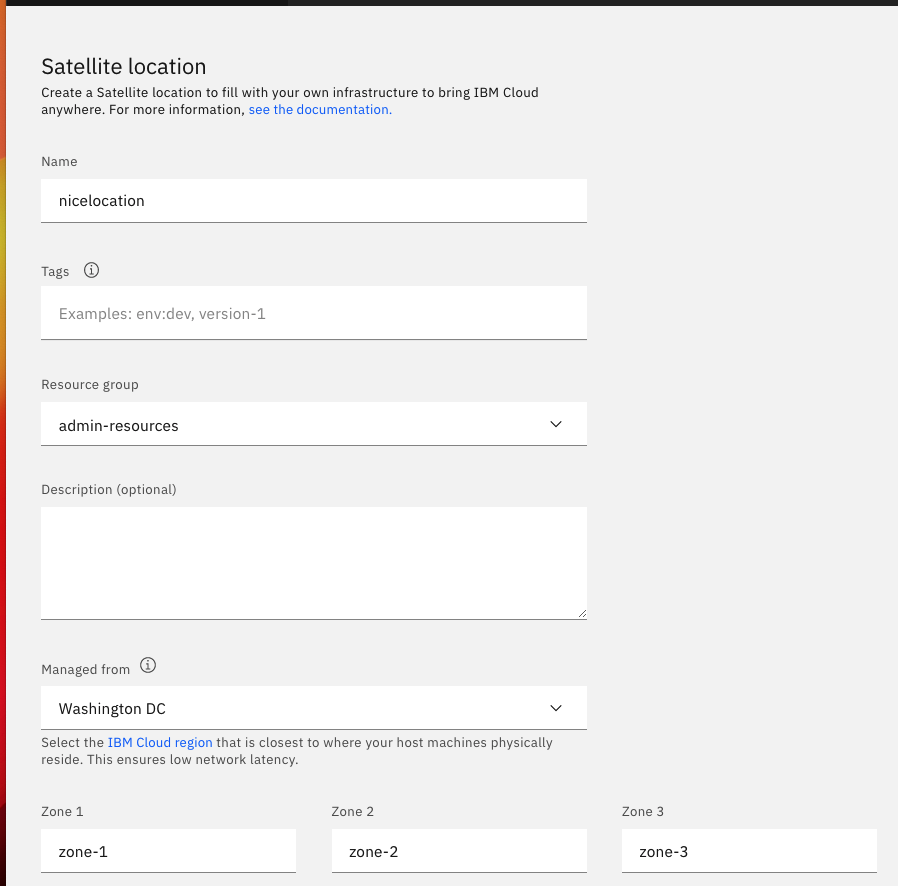 Satellite location
Create a Satellite location to fill with your own infrastructure to bring IBM Cloud
anywhere. For more information, see the documentation.
Name
nicelocation
Tags
Examples: env:dev, version-1
Resource group
admin-resources
Description (optional)
Managed from
Washington DC
Select the IBM Cloud region that is closest to where your host machines physically
reside. This ensures low network latency.
Zone 1 Zone 2 Zone 3
zone-1 zone-2 zone-3